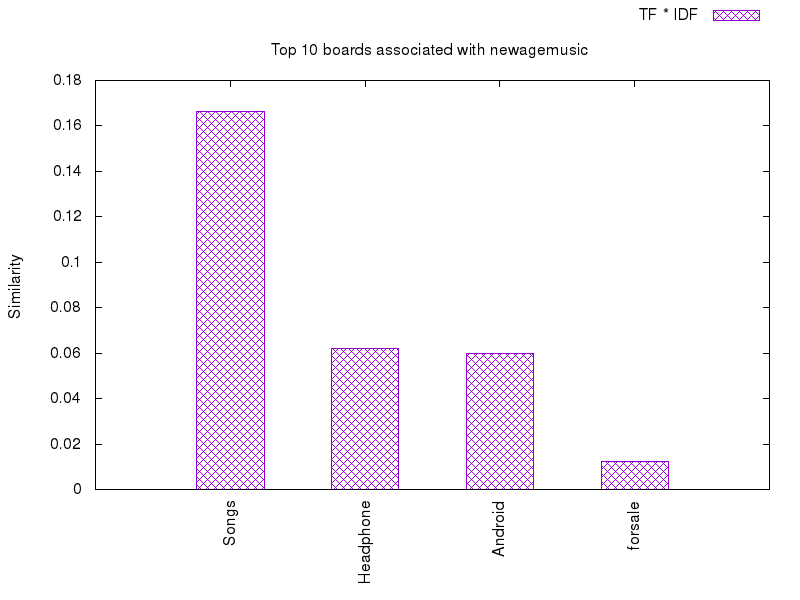 TF * IDF
Top 10 boards associated with newagemusic
0.18
0.16
0.14
0.12
0.1
0.08
0.06
0.04
0.02
0
Similarity
Songs
Headphone
Android
forsale